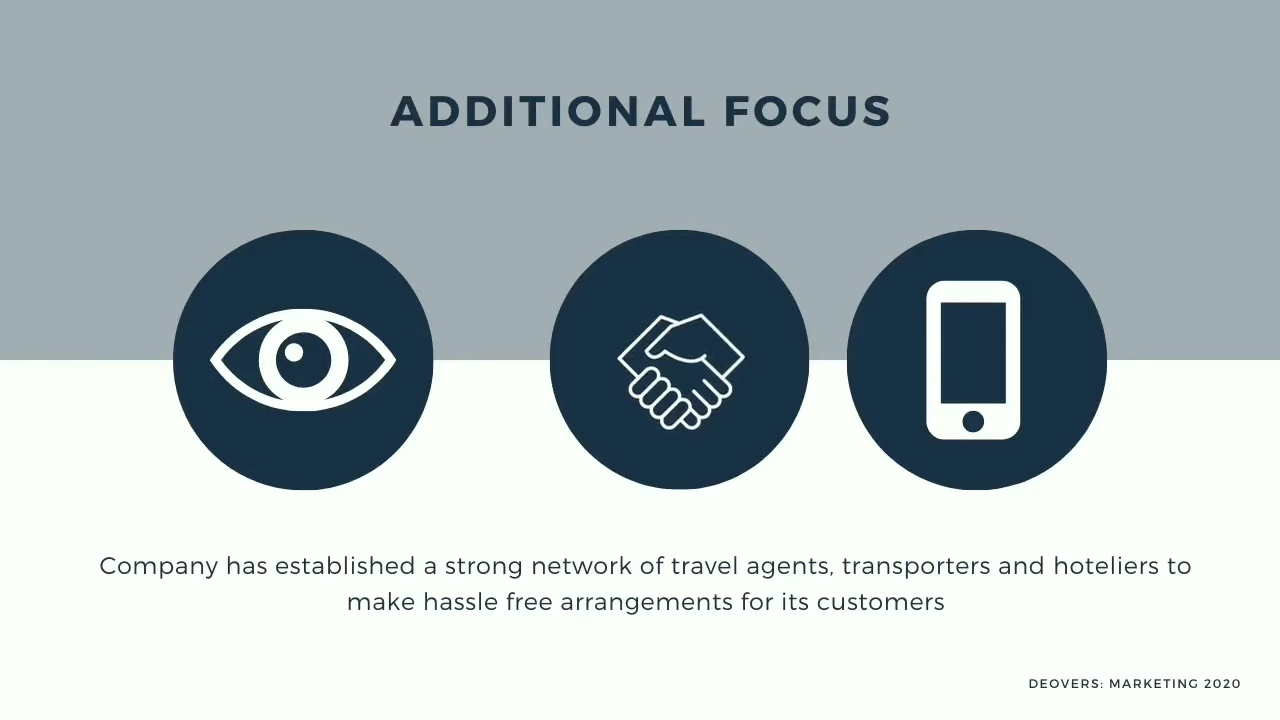 ADDITIONAL FOCUS
Company has established a strong network of travel agents, transporters and hoteliers to
make hassle free arrangements for its customers
DEOVERS: MARKETING 2020